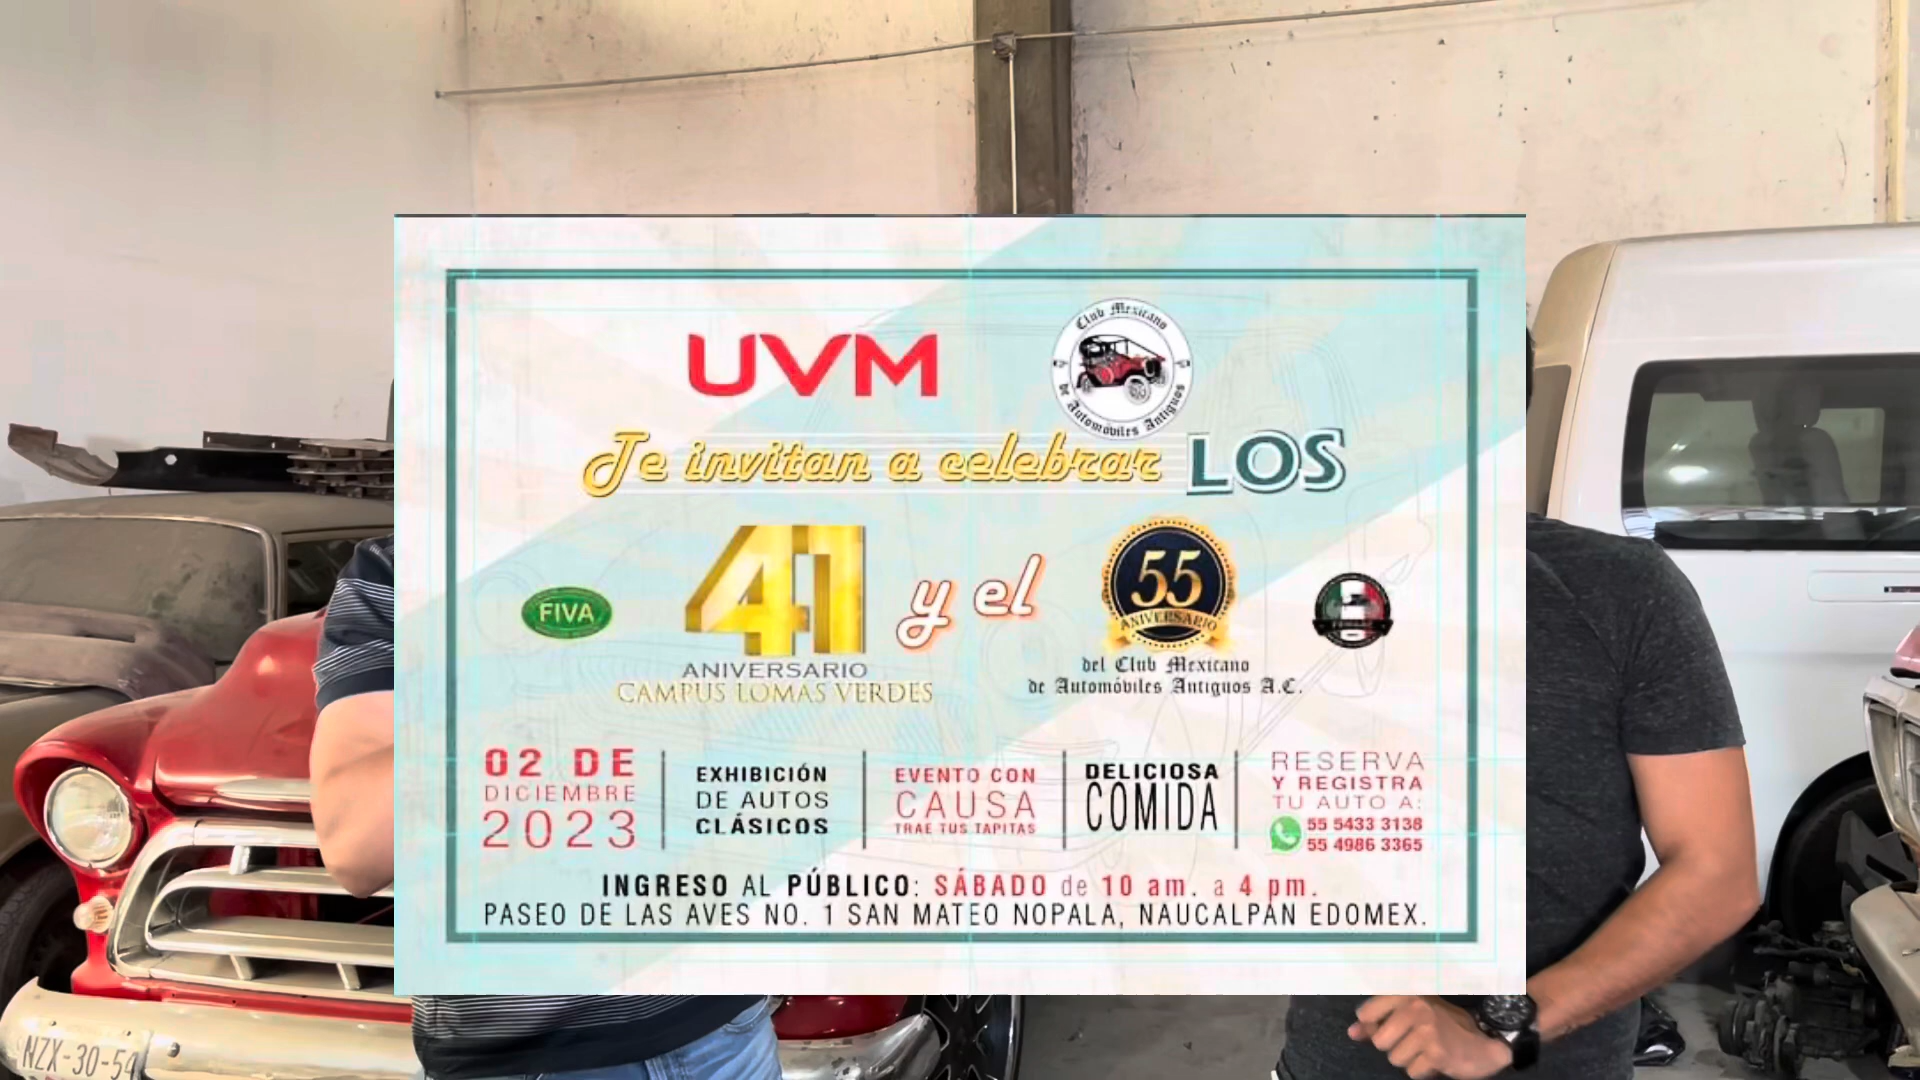 UVM
Club Mexicano
de Automóviles Antiguos
Te invitan a celebrar LOS
FIVA
41
y el
55
ANIVERSARIO
ANIVERSARIO
CAMPUS LOMAS VERDES
del Club Mexicano
de Automóviles Antiguos A.C.
02 DE
DICIEMBRE
2023
EXHIBICIÓN
DE AUTOS
CLÁSICOS
EVENTO CON
CAUSA
TRAE TUS TAPITAS
DELICIOSA
COMIDA
RESERVA
Y REGISTRA
TU AUTO A:
55 5433 3138
55 4986 3365
INGRESO AL PÚBLICO: SÁBADO de 10 am. a 4 pm.
PASEO DE LAS AVES NO. 1 SAN MATEO NOPALA, NAUCALPAN EDOMEX.
NZX-30-54